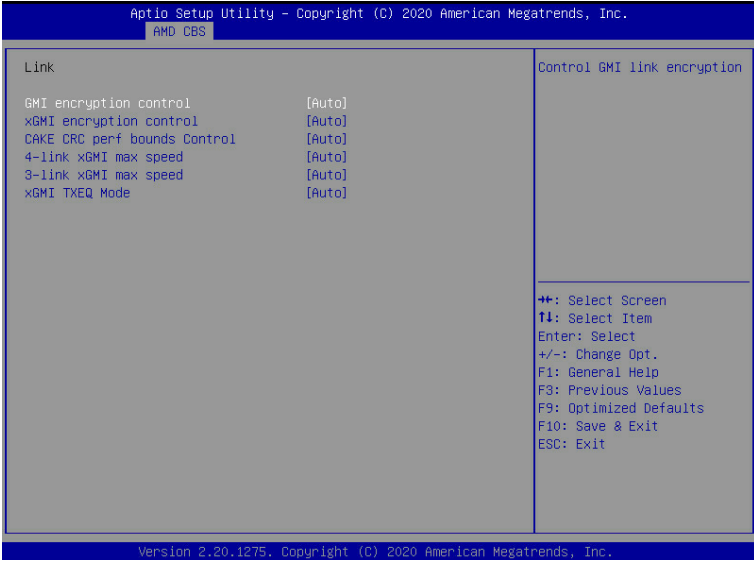 Aptio Setup Utility – Copyright (C) 2020 American Megatrends, Inc.
AMD CBS
Link
GMI encryption control [Auto]
xGMI encryption control [Auto]
CAKE CRC perf bounds Control [Auto]
4-link xGMI max speed [Auto]
3-link xGMI max speed [Auto]
xGMI TXEQ Mode [Auto]
Control GMI link encryption
→←: Select Screen
↑↓: Select Item
Enter: Select
+/-: Change Opt.
F1: General Help
F3: Previous Values
F9: Optimized Defaults
F10: Save & Exit
ESC: Exit
Version 2.20.1275. Copyright (C) 2020 American Megatrends, Inc.